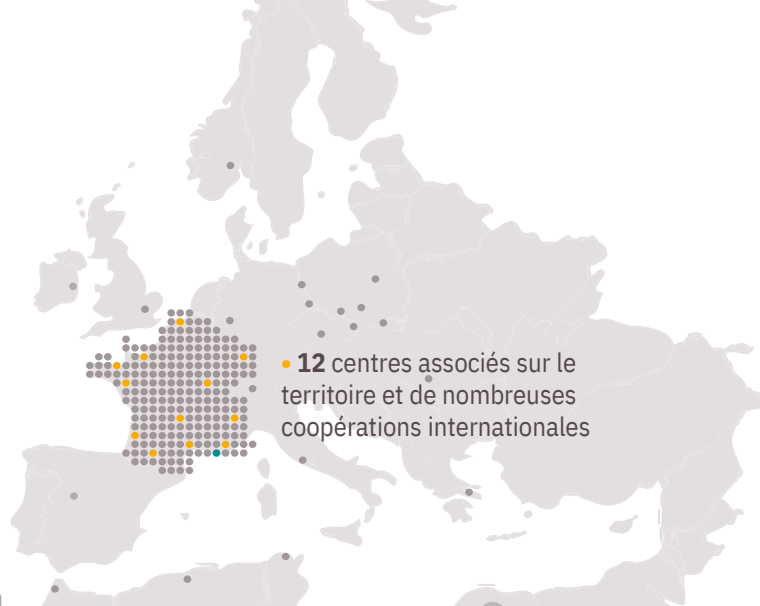 • 12 centres associés sur le
territoire et de nombreuses
coopérations internationales